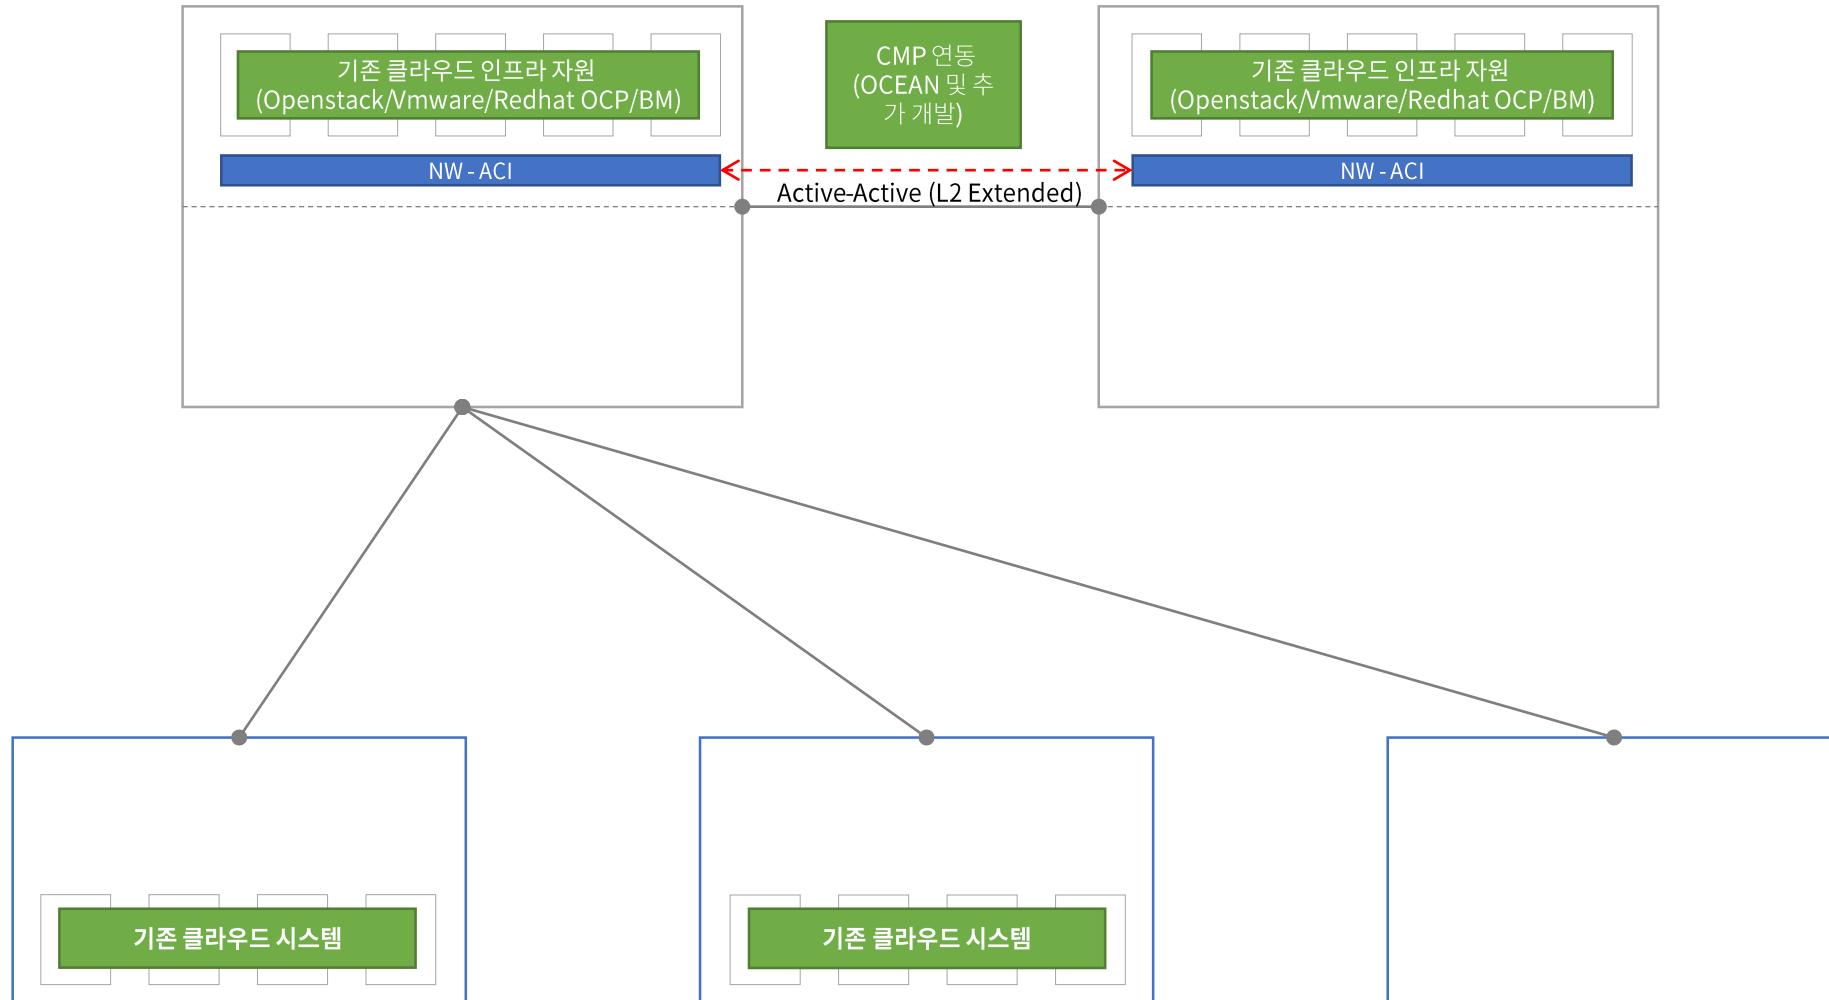 기존 클라우드 인프라 자원
(Openstack/Vmware/Redhat OCP/BM)
NW - ACI
CMP 연동
(OCEAN 및 추
가 개발)
기존 클라우드 인프라 자원
(Openstack/Vmware/Redhat OCP/BM)
NW - ACI
Active-Active (L2 Extended)
기존 클라우드 시스템
기존 클라우드 시스템